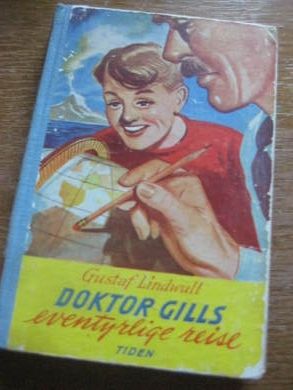 Gustaf Lindwall
DOKTOR GILLS
eventyrlige reise
TIDEN